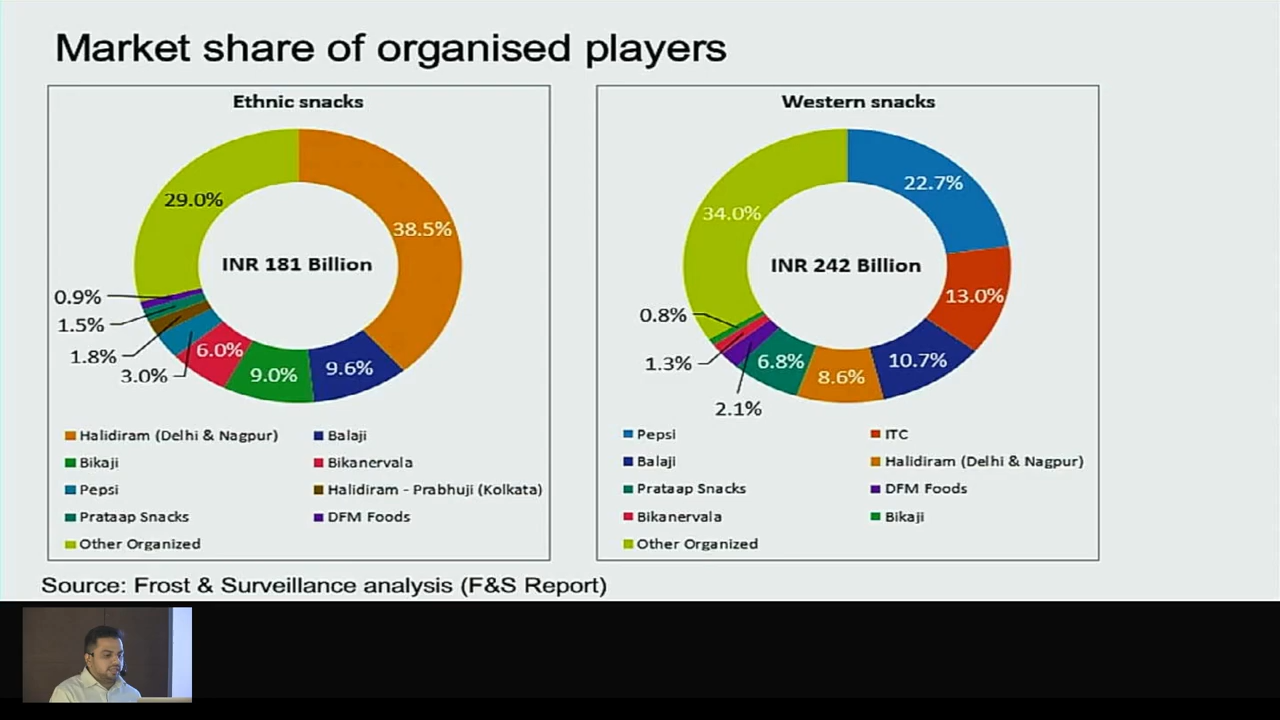 Market share of organised players
Ethnic snacks
29.0%
38.5%
INR 181 Billion
0.9%
1.5%
1.8%
3.0%
6.0%
9.0%
9.6%
Halidiram (Delhi & Nagpur)
Balaji
Bikaji
Bikanervala
Pepsi
Halidiram - Prabhuji (Kolkata)
Prataap Snacks
DFM Foods
Other Organized
Western snacks
22.7%
34.0%
INR 242 Billion
13.0%
0.8%
1.3%
2.1%
6.8%
8.6%
10.7%
Pepsi
ITC
Balaji
Halidiram (Delhi & Nagpur)
Prataap Snacks
DFM Foods
Bikanervala
Bikaji
Other Organized
Source: Frost & Surveillance analysis (F&S Report)